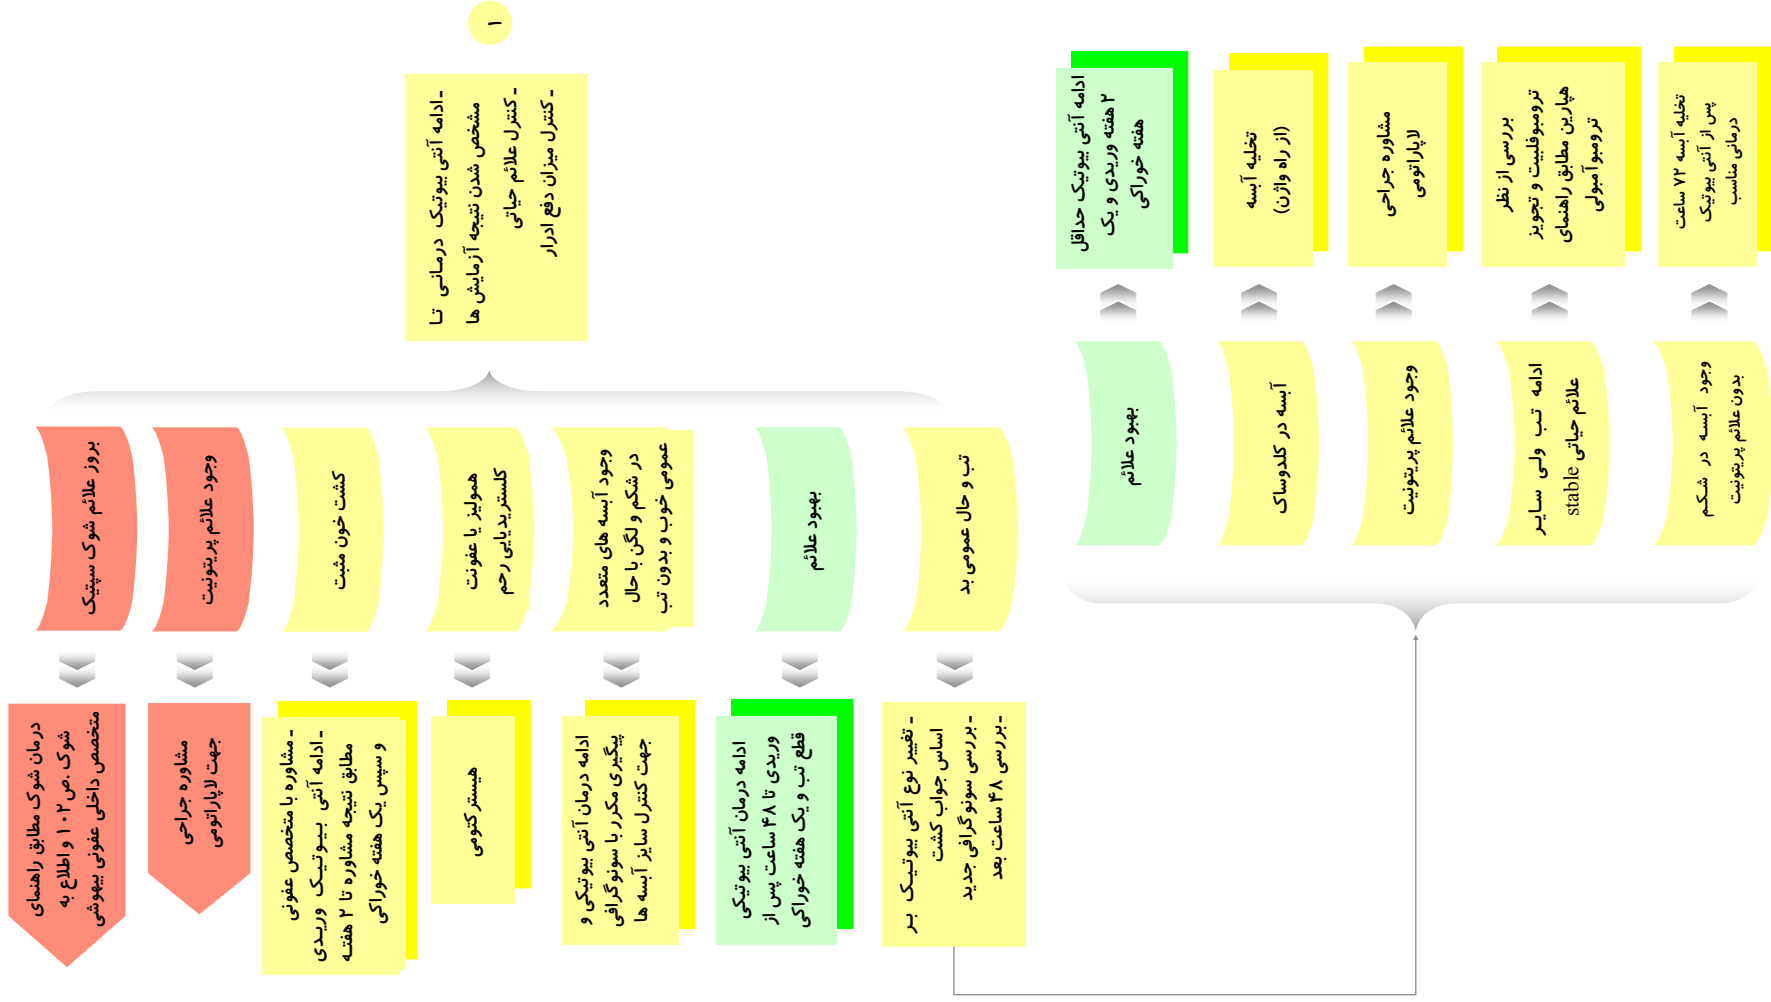 ۱
ـ ادامه آنتی بیوتیک درمانی تا
مشخص شدن نتیجه آزمایش ها
ـ کنترل علائم حیاتی
ـ کنترل میزان دفع ادرار
بروز علائم شوک سپتیک
درمان شوک مطابق راهنمای
شوک .ص ۱۰۲ و اطلاع به
متخصص داخلی عفونی بیهوشی
وجود علائم پریتونیت
مشاوره جراحی
جهت لاپاراتومی
کشت خون مثبت
ـ مشاوره با متخصص عفونی
ـ ادامه آنتی بیوتیک وریدی
مطابق نتیجه مشاوره تا ۲ هفته
و سپس یک هفته خوراکی
همولیز یا عفونت
کلستریدیایی رحم
هیسترکتومی
وجود آبسه های متعدد
در شکم و لگن با حال
عمومی خوب و بدون تب
ادامه درمان آنتی بیوتیکی و
پیگیری مکرر با سونوگرافی
جهت کنترل سایز آبسه ها
بهبود علائم
ادامه درمان آنتی بیوتیکی
وریدی تا ۴۸ ساعت پس از
قطع تب و یک هفته خوراکی
تب و حال عمومی بد
ـ تغییر نوع آنتی بیوتیک بر
اساس جواب کشت
ـ بررسی سونوگرافی جدید
ـ بررسی ۴۸ ساعت بعد
بهبود علائم
ادامه آنتی بیوتیک حداقل
۲ هفته وریدی و یک
هفته خوراکی
آبسه در کلدوساک
تخلیه آبسه
(از راه واژن)
وجود علائم پریتونیت
مشاوره جراحی
لاپاراتومی
ادامه تب ولی سایر
علائم حیاتی stable
بررسی از نظر
ترومبوفلبیت و تجویز
هپارین مطابق راهنمای
ترومبوآمبولی
وجود آبسه در شکم
بدون علائم پریتونیت
تخلیه آبسه ۷۲ ساعت
پس از آنتی بیوتیک
درمانی مناسب